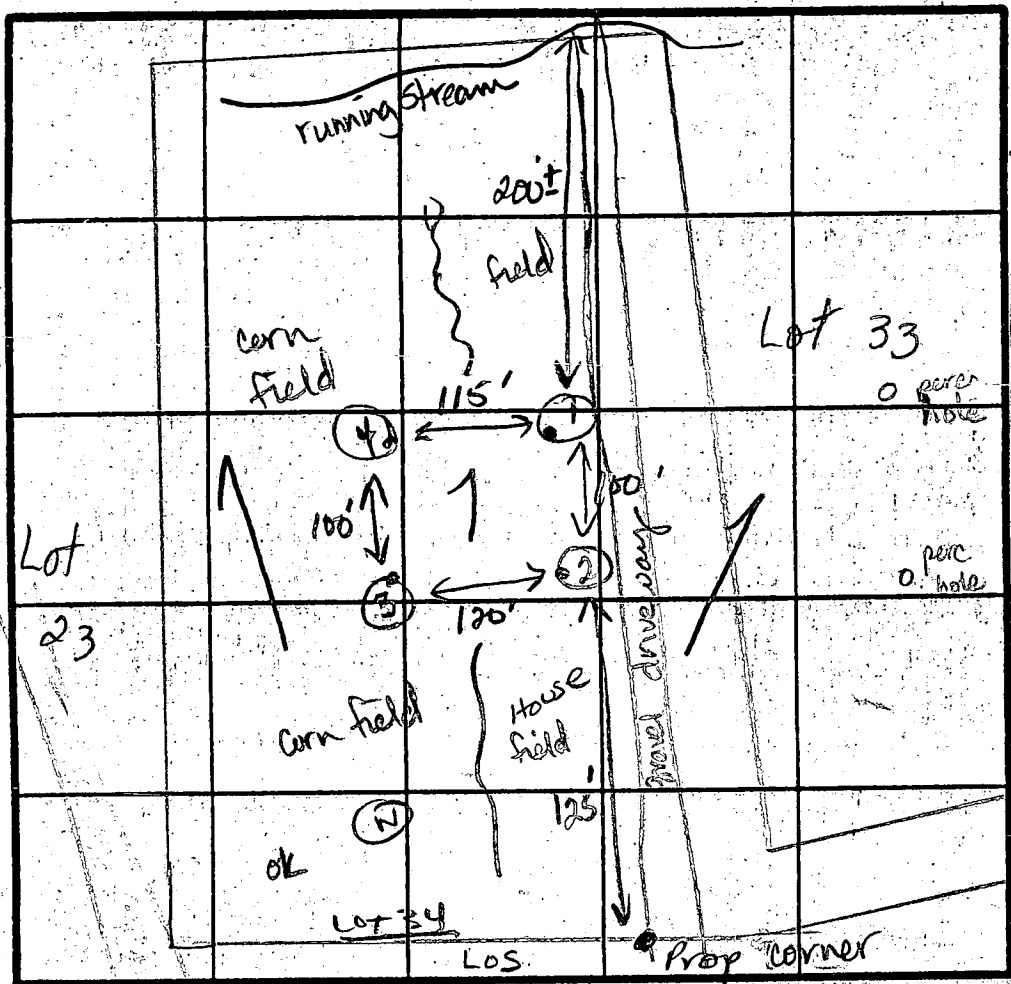 running stream
200'±
field
corn
field
Lot 33
O perc
hole
115'
4
1
100'
Lot
23
3
2
120'
perc
O hole
gravel driveway
Corn field
House
field
125'
N
ok
LOT 34
LOS
Prop corner